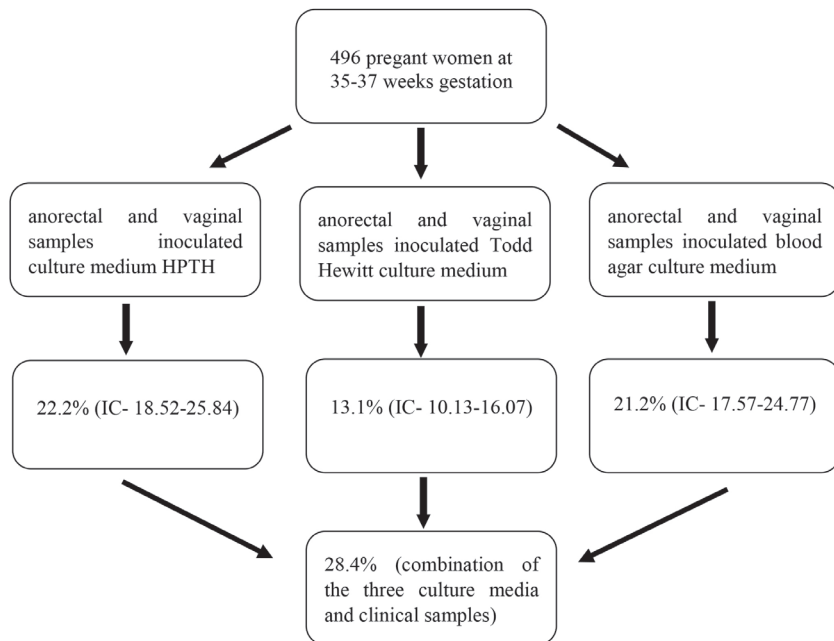 496 pregant women at
35-37 weeks gestation
anorectal and vaginal
samples inoculated
culture medium HPTH
anorectal and vaginal
samples inoculated Todd
Hewitt culture medium
anorectal and vaginal
samples inoculated blood
agar culture medium
22.2% (IC- 18.52-25.84)
13.1% (IC- 10.13-16.07)
21.2% (IC- 17.57-24.77)
28.4% (combination of
the three culture media
and clinical samples)